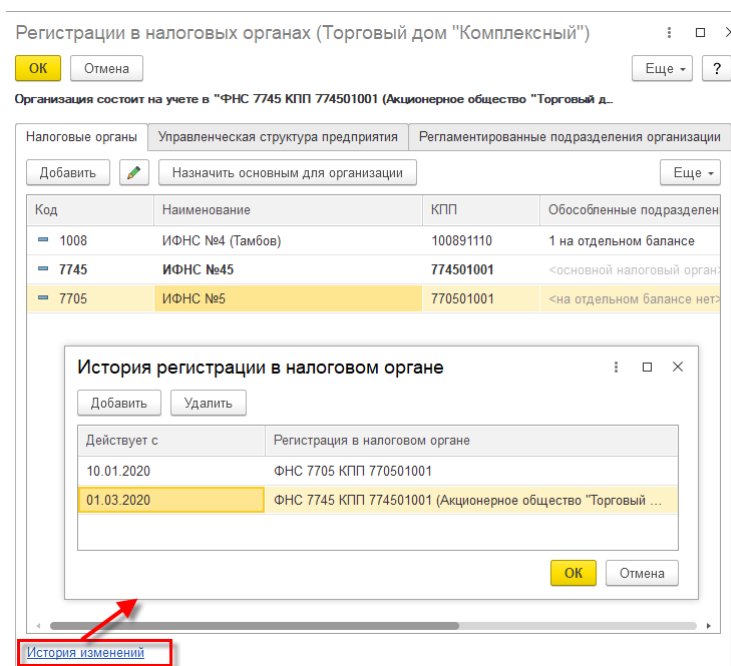 Регистрации в налоговых органах (Торговый дом "Комплексный")
ОК Отмена Еще ?
Организация состоит на учете в "ФНС 7745 КПП 774501001 (Акционерное общество "Торговый д...
Налоговые органы Управленческая структура предприятия Регламентированные подразделения организации
Добавить Назначить основным для организации Еще
Код Наименование КПП Обособленные подразделен
1008 ИФНС №4 (Тамбов) 100891110 1 на отдельном балансе
7745 ИФНС №45 774501001 <основной налоговый орган>
7705 ИФНС №5 770501001 <на отдельном балансе нет>
История регистрации в налоговом органе
Добавить Удалить
Действует с Регистрация в налоговом органе
10.01.2020 ФНС 7705 КПП 770501001
01.03.2020 ФНС 7745 КПП 774501001 (Акционерное общество "Торговый ...
ОК Отмена
История изменений